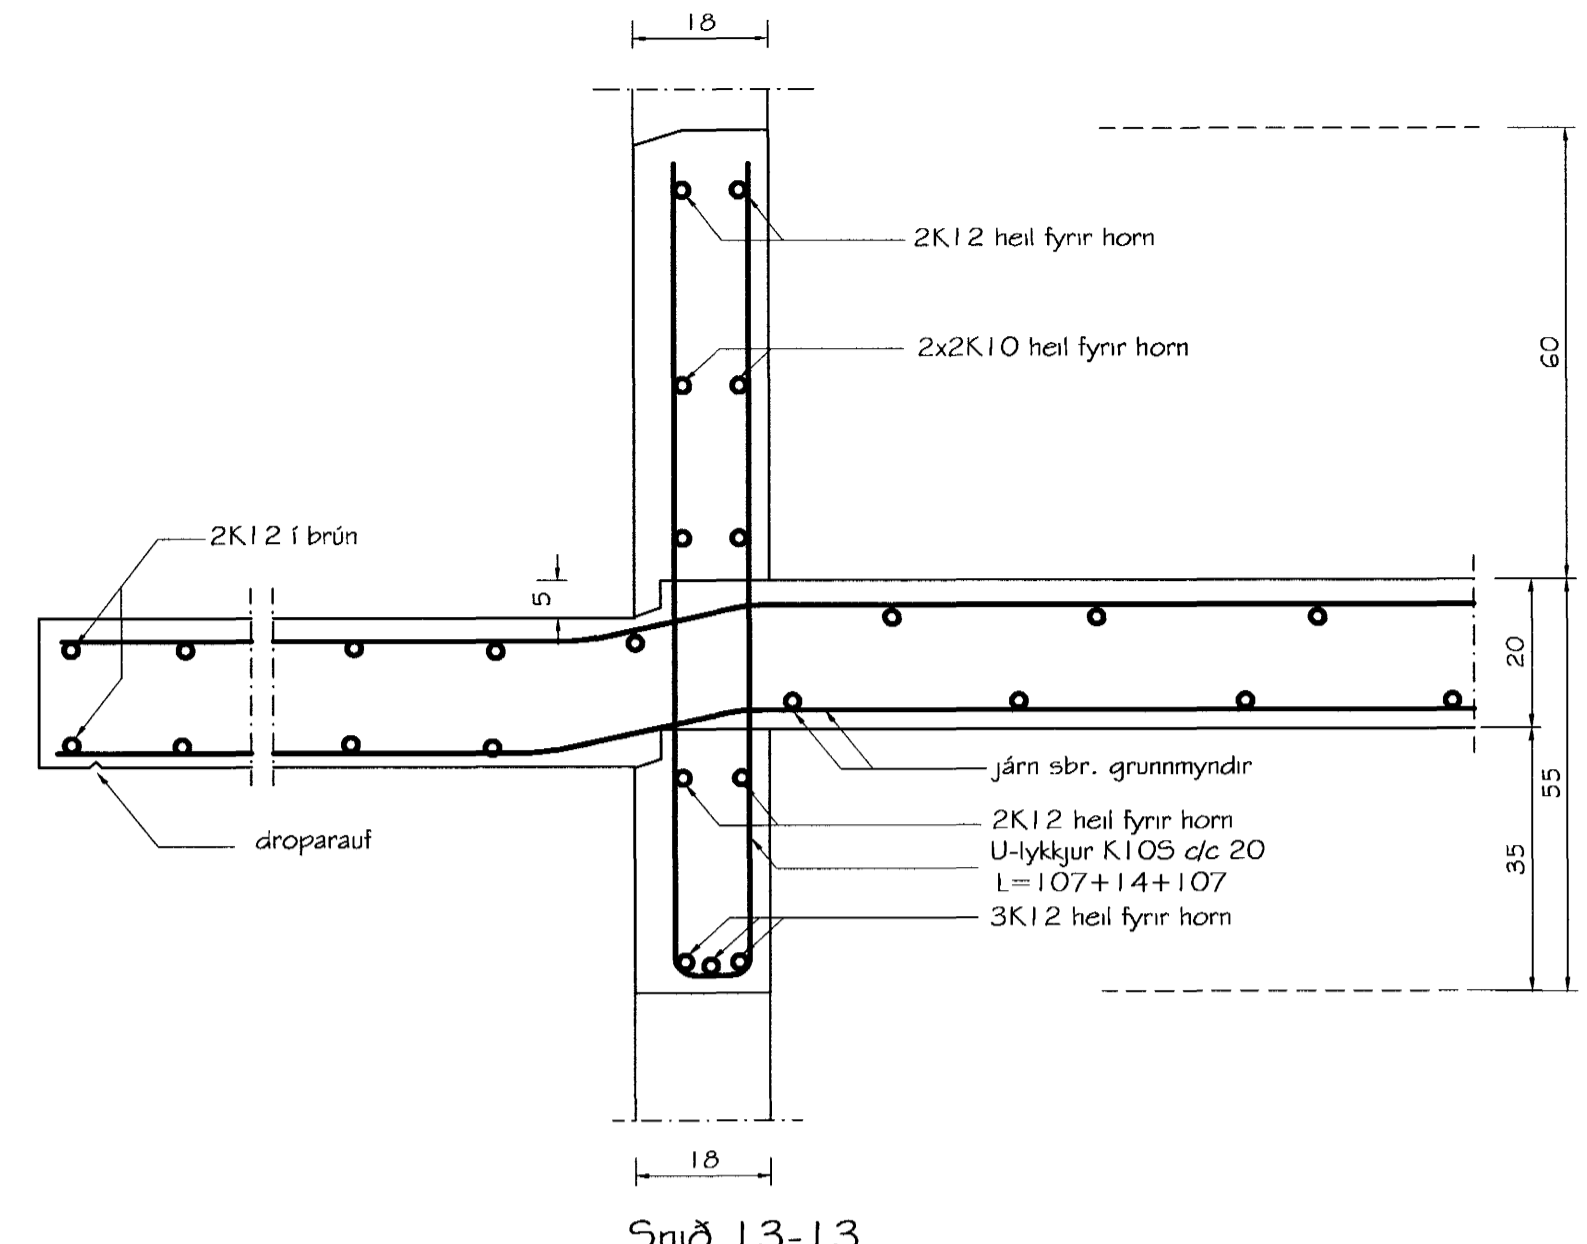 18
2K12 heil fyrir horn
2x2K10 heil fyrir horn
60
2K12 í brún
5
20
járn sbr. grunnmyndir
55
2K12 heil fyrir horn
droparauf
U-lykkjur K10S c/c 20
35
L=107+14+107
3K12 heil fyrir horn
18
Snið 13-13